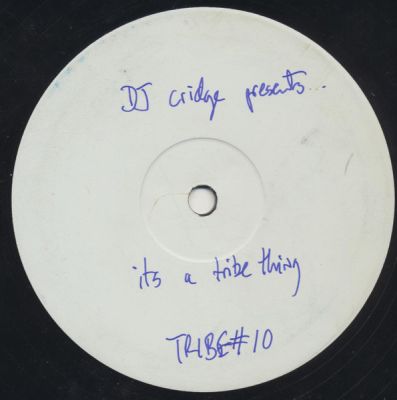 DJ cridge presents...
its a tribe thing
TRIBE#10